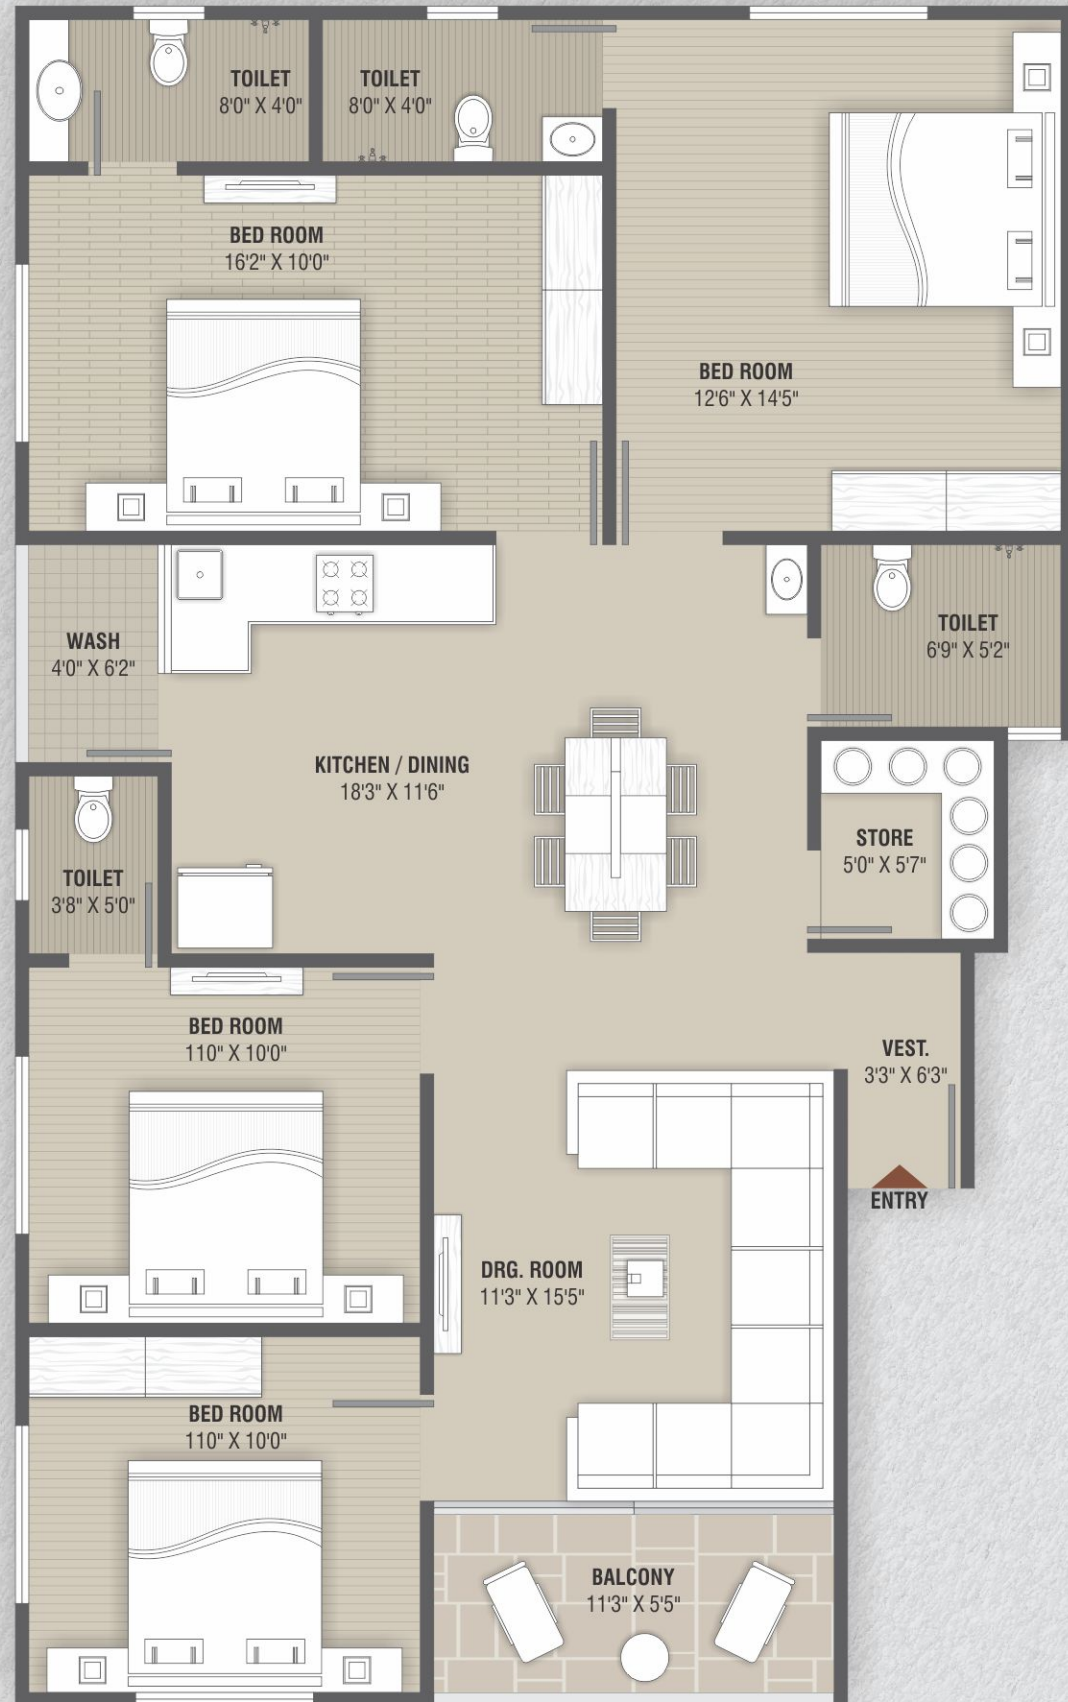 TOILET
8'0" X 4'0"
TOILET
8'0" X 4'0"
BED ROOM
16'2" X 10'0"
BED ROOM
12'6" X 14'5"
WASH
4'0" X 6'2"
TOILET
6'9" X 5'2"
KITCHEN / DINING
18'3" X 11'6"
STORE
5'0" X 5'7"
TOILET
3'8" X 5'0"
BED ROOM
110" X 10'0"
VEST.
3'3" X 6'3"
ENTRY
DRG. ROOM
11'3" X 15'5"
BED ROOM
110" X 10'0"
BALCONY
11'3" X 5'5"